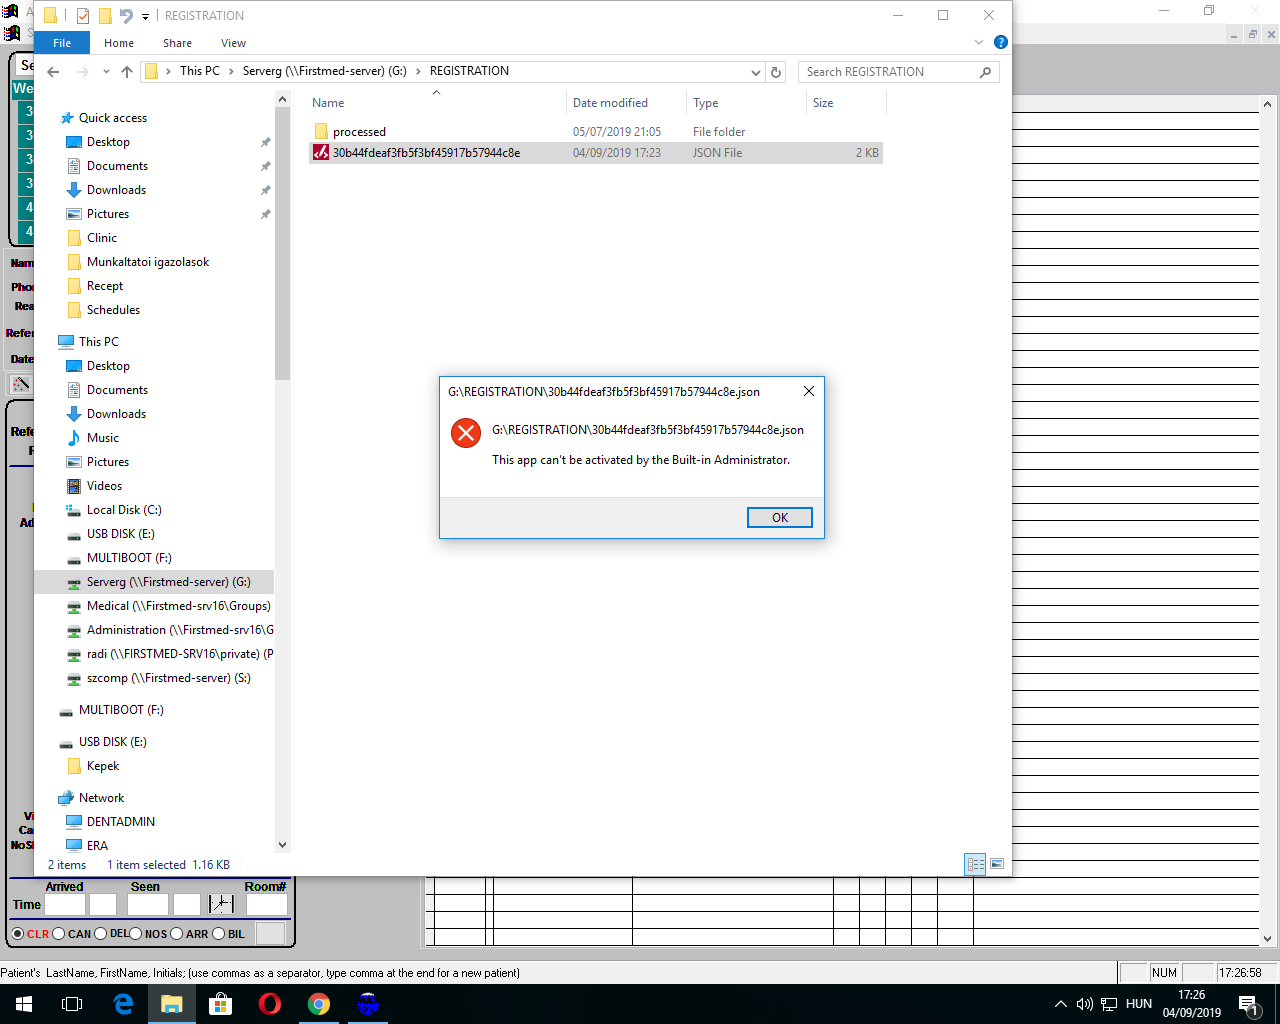 REGISTRATION
File Home Share View
This PC Serverg (\\Firstmed-server) (G:) REGISTRATION
Search REGISTRATION
Name Date modified Type Size
processed 05/07/2019 21:05 File folder
30b44fdeaf3fb5f3bf45917b57944c8e 04/09/2019 17:23 JSON File 2 KB
Quick access
Desktop
Documents
Downloads
Pictures
Clinic
Munkaltatoi igazolasok
Recept
Schedules
This PC
Desktop
Documents
Downloads
Music
Pictures
Videos
Local Disk (C:)
USB DISK (E:)
MULTIBOOT (F:)
Serverg (\\Firstmed-server) (G:)
Medical (\\Firstmed-srv16\Groups)
Administration (\\Firstmed-srv16\G
radi (\\FIRSTMED-SRV16\private) (P
szcomp (\\Firstmed-server) (S:)
MULTIBOOT (F:)
USB DISK (E:)
Kepek
Network
DENTADMIN
ERA
2 items 1 item selected 1.16 KB
G:\REGISTRATION\30b44fdeaf3fb5f3bf45917b57944c8e.json
G:\REGISTRATION\30b44fdeaf3fb5f3bf45917b57944c8e.json
This app can't be activated by the Built-in Administrator.
OK
Arrived Seen Room#
Time
CLR CAN DEL NOS ARR BIL
Patient's LastName, FirstName, Initials; (use commas as a separator, type comma at the end for a new patient)
NUM 17:26:58
HUN 17:26
04/09/2019
1